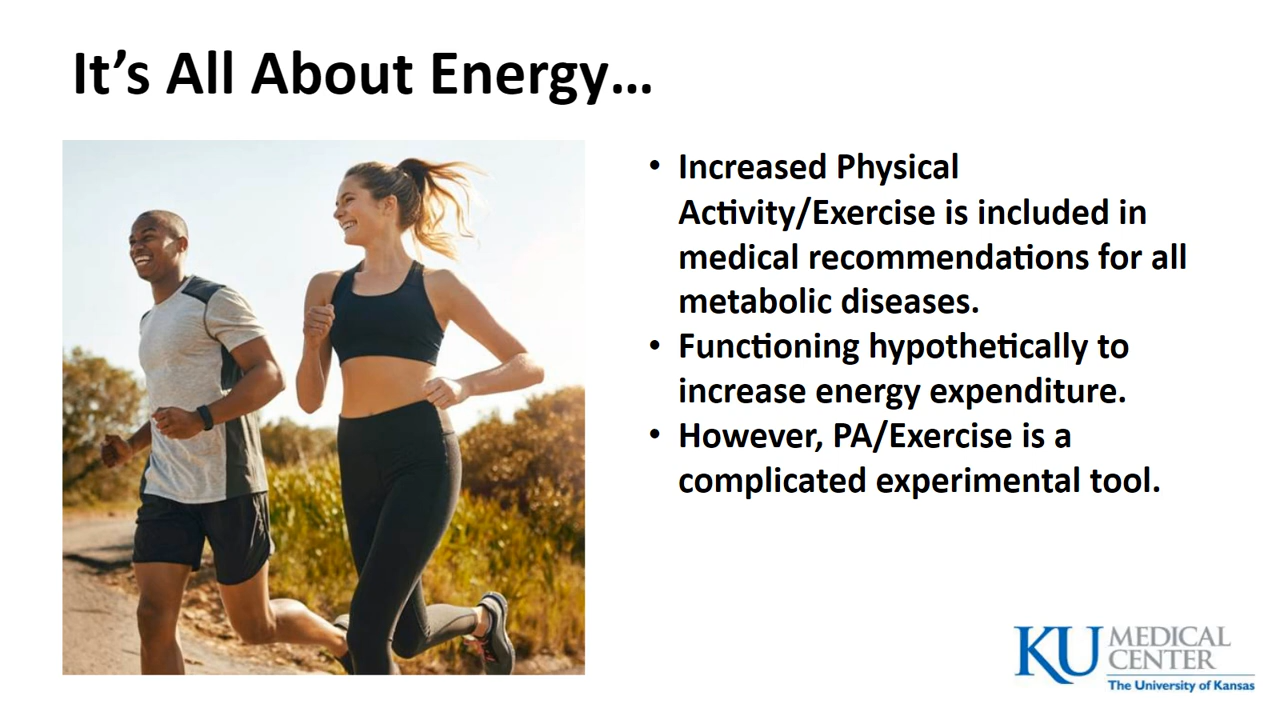 It’s All About Energy…
• Increased Physical
Activity/Exercise is included in
medical recommendations for all
metabolic diseases.
• Functioning hypothetically to
increase energy expenditure.
• However, PA/Exercise is a
complicated experimental tool.
KU MEDICAL
CENTER
The University of Kansas